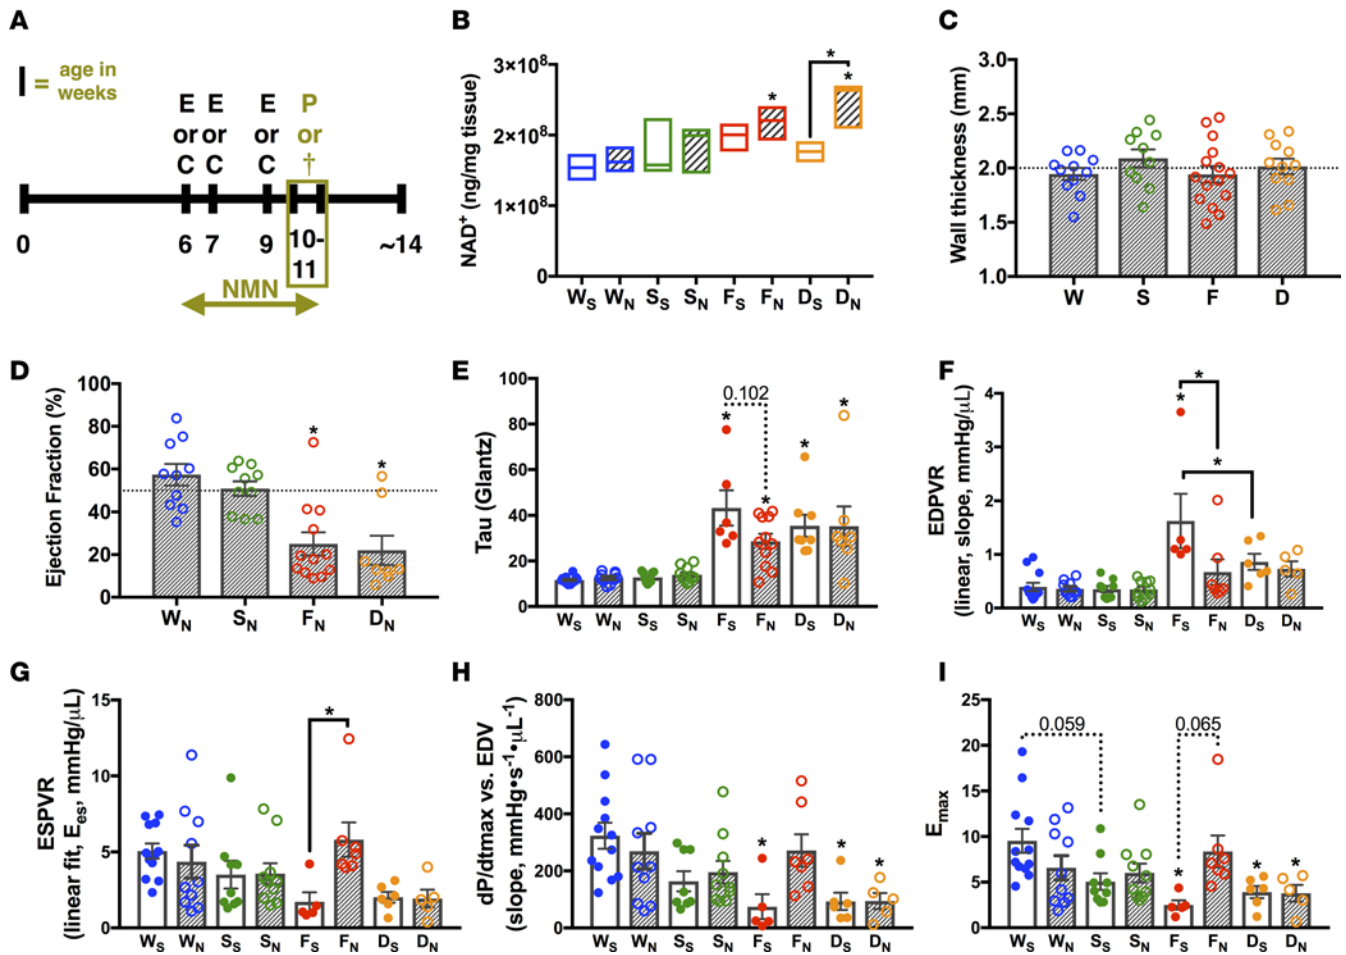 A
= age in
weeks
E E E P
or or or or
C C C †
0 6 7 9 10-
11 ~14
NMN
B
NAD⁺ (ng/mg tissue)
3×10⁸
2×10⁸
1×10⁸
0
*
*
*
W_S W_N S_S S_N F_S F_N D_S D_N
C
Wall thickness (mm)
3.0
2.5
2.0
1.5
1.0
W S F D
D
Ejection Fraction (%)
100
80
60
40
20
0
* *
W_N S_N F_N D_N
E
Tau (Glantz)
100
80
60
40
20
0
0.102
* * * *
W_S W_N S_S S_N F_S F_N D_S D_N
F
EDPVR
(linear, slope, mmHg/μL)
4
3
2
1
0
*
*
*
W_S W_N S_S S_N F_S F_N D_S D_N
G
ESPVR
(linear fit, E_es, mmHg/μL)
15
10
5
0
*
W_S W_N S_S S_N F_S F_N D_S D_N
H
dP/dtmax vs. EDV
(slope, mmHg•s⁻¹•μL⁻¹)
800
600
400
200
0
* * *
W_S W_N S_S S_N F_S F_N D_S D_N
I
E_max
25
20
15
10
5
0
0.059 0.065
* * *
W_S W_N S_S S_N F_S F_N D_S D_N